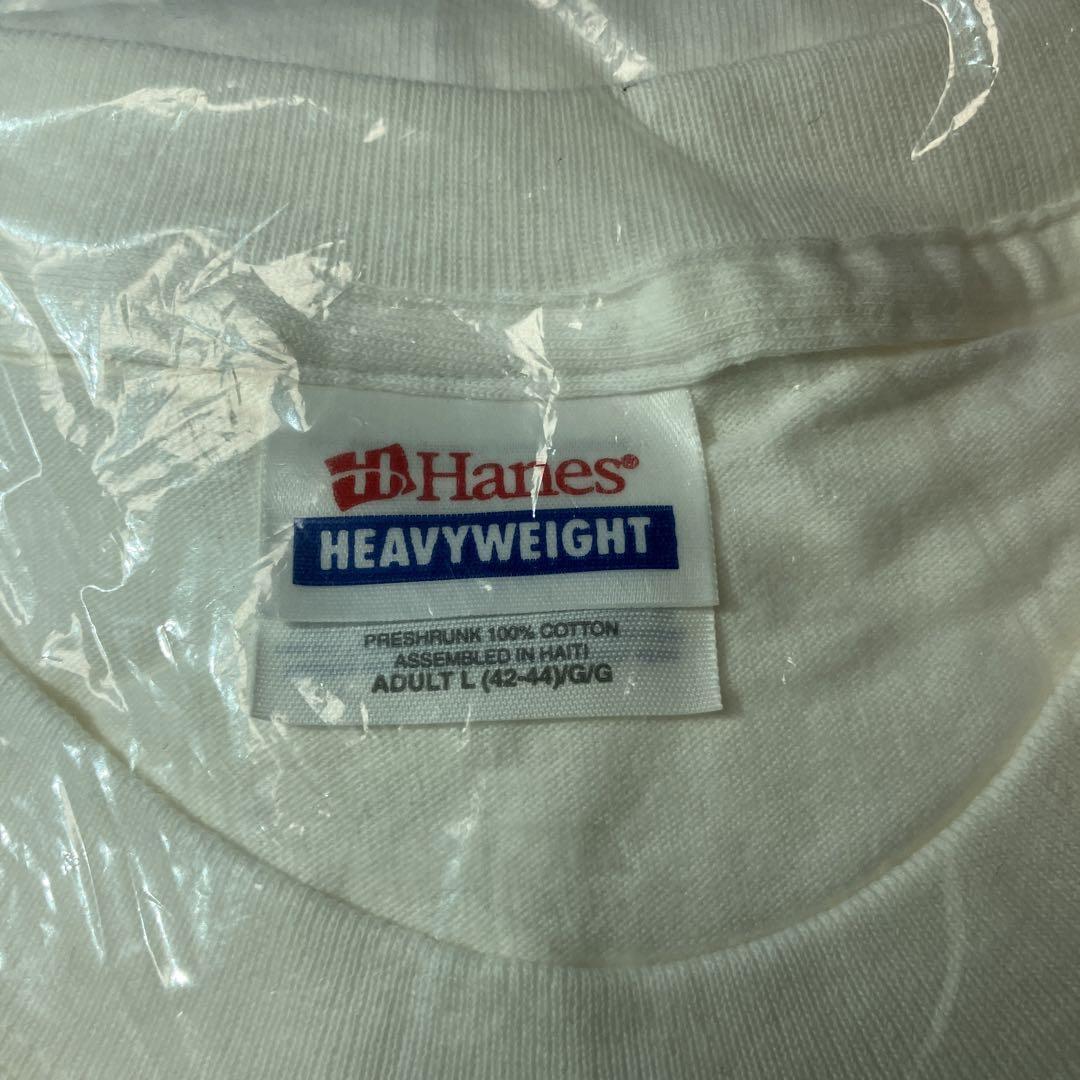 Hanes®
HEAVYWEIGHT
PRESHRUNK 100% COTTON
ASSEMBLED IN HAITI
ADULT L (42-44)/G/G